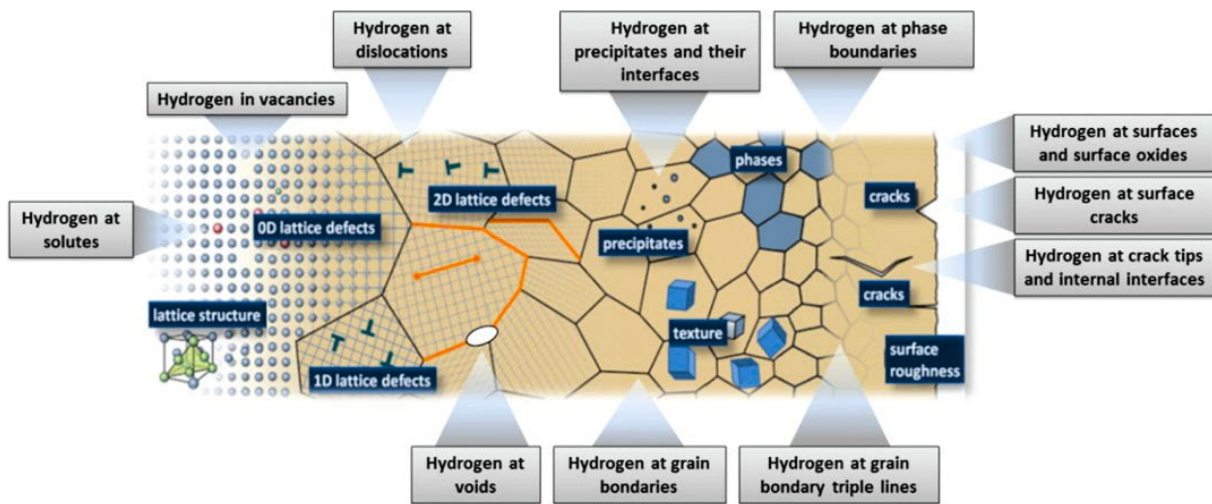 Hydrogen at
dislocations
Hydrogen at
precipitates and their
interfaces
Hydrogen at phase
boundaries
Hydrogen in vacancies
Hydrogen at surfaces
and surface oxides
phases
2D lattice defects
cracks
Hydrogen at surface
cracks
Hydrogen at
solutes
0D lattice defects
precipitates
Hydrogen at crack tips
and internal interfaces
cracks
lattice structure
texture
surface
roughness
1D lattice defects
Hydrogen at
voids
Hydrogen at grain
bondaries
Hydrogen at grain
bondary triple lines